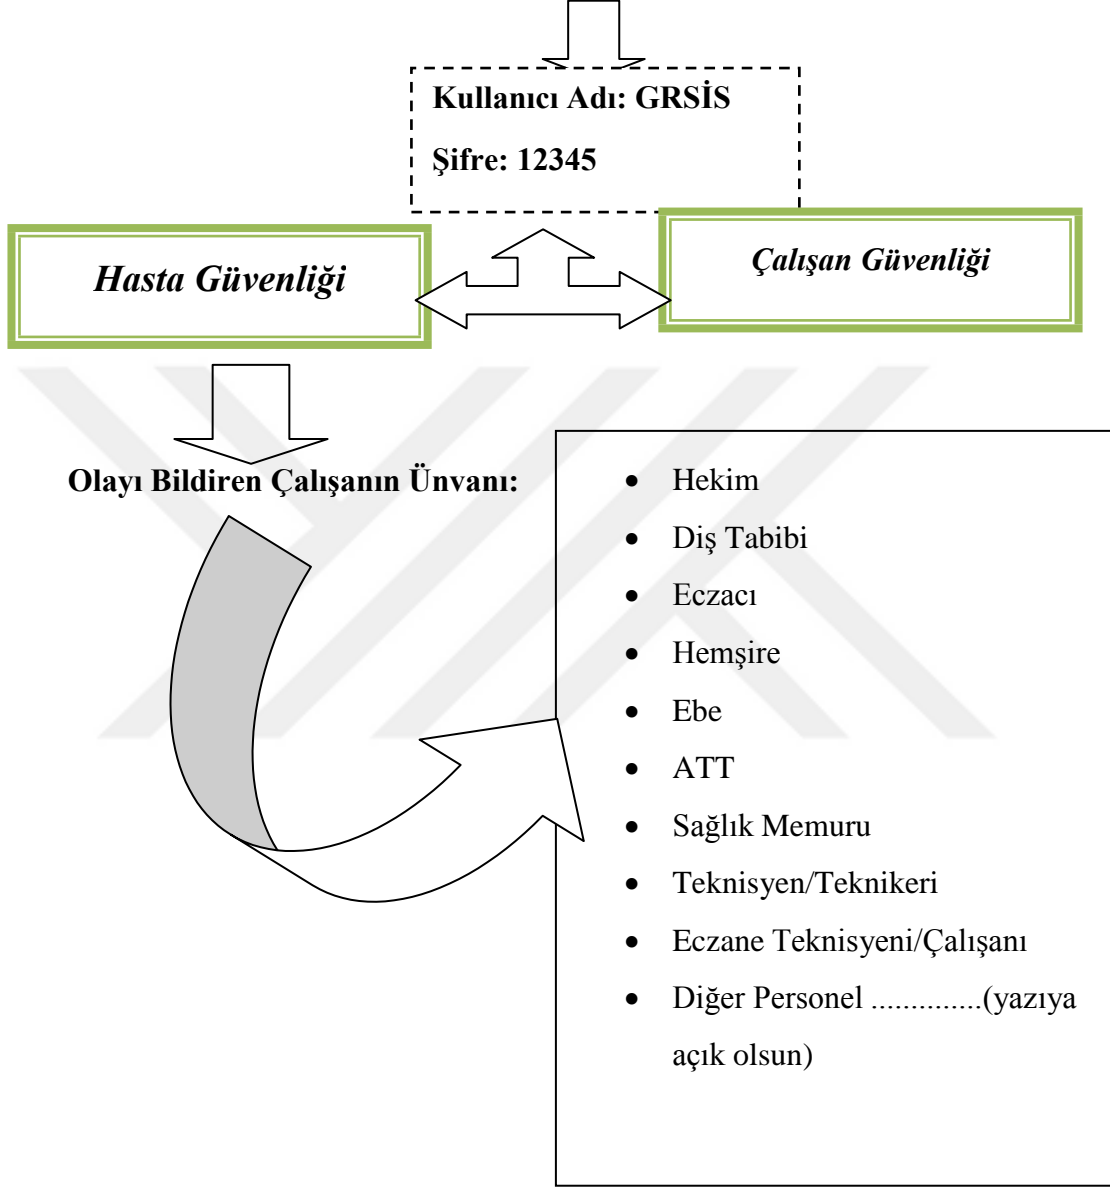 Kullanıcı Adı: GRSİS
Şifre: 12345
Hasta Güvenliği
Çalışan Güvenliği
Olayı Bildiren Çalışanın Ünvanı:
• Hekim
• Diş Tabibi
• Eczacı
• Hemşire
• Ebe
• ATT
• Sağlık Memuru
• Teknisyen/Teknikeri
• Eczane Teknisyeni/Çalışanı
• Diğer Personel ..............(yazıya
açık olsun)